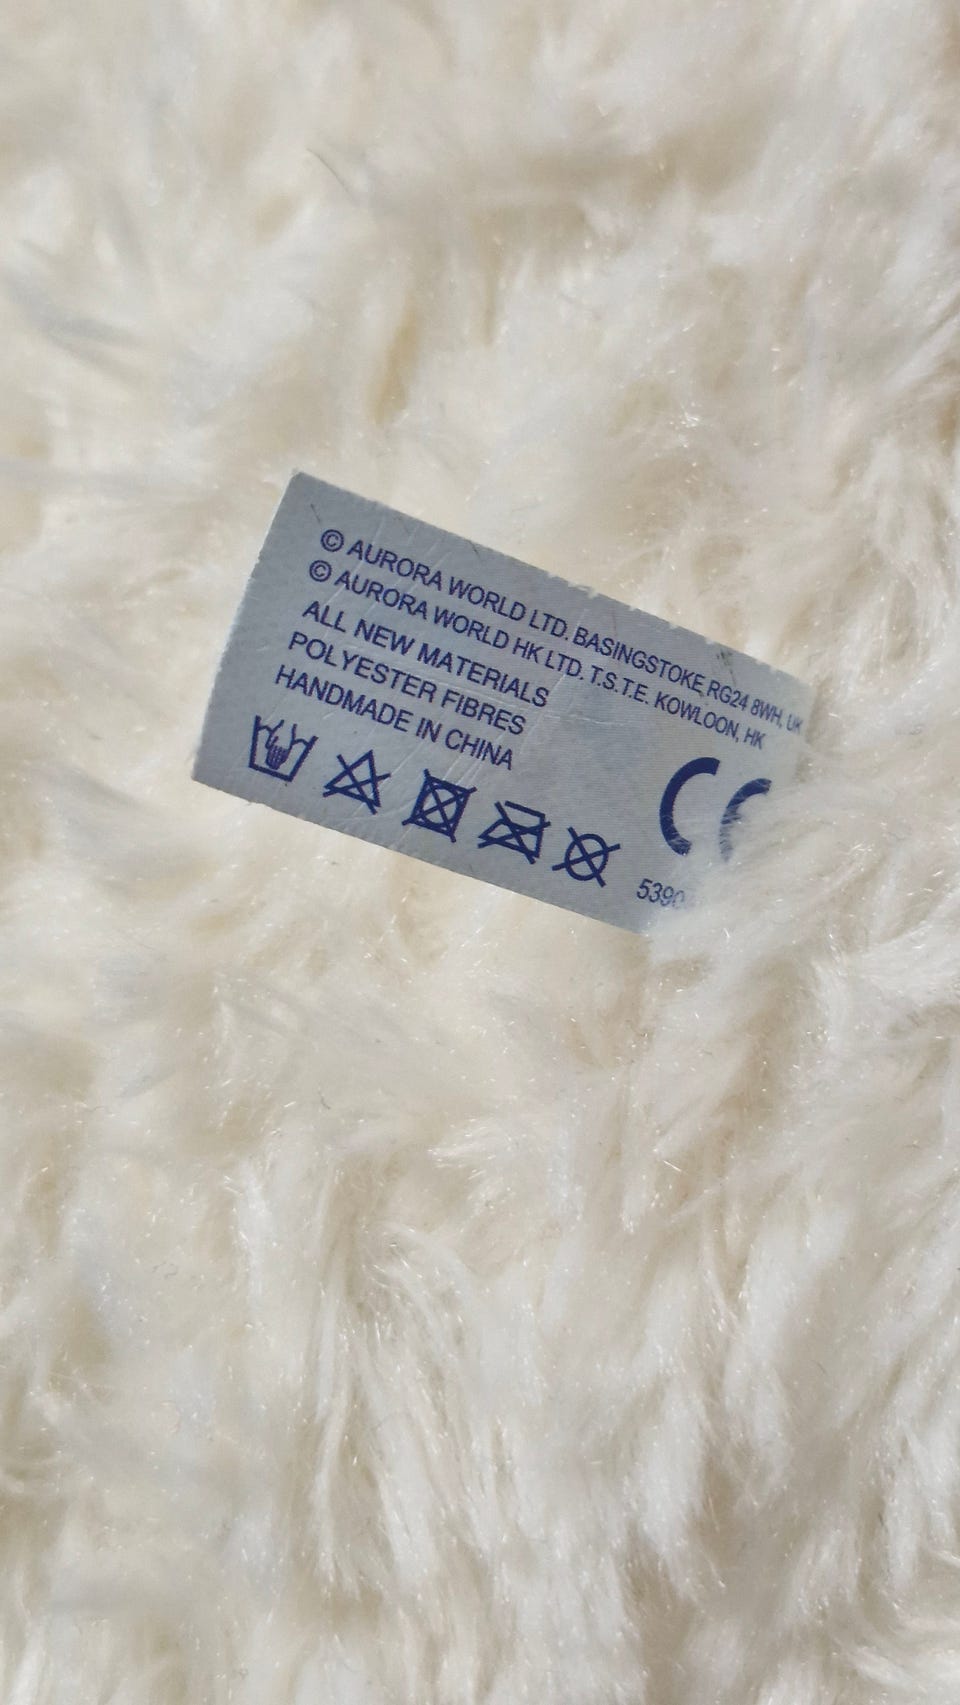 © AURORA WORLD LTD. BASINGSTOKE, RG24 8WH, UK
© AURORA WORLD HK LTD. T.S.T.E. KOWLOON, HK
ALL NEW MATERIALS
POLYESTER FIBRES
HANDMADE IN CHINA
CE